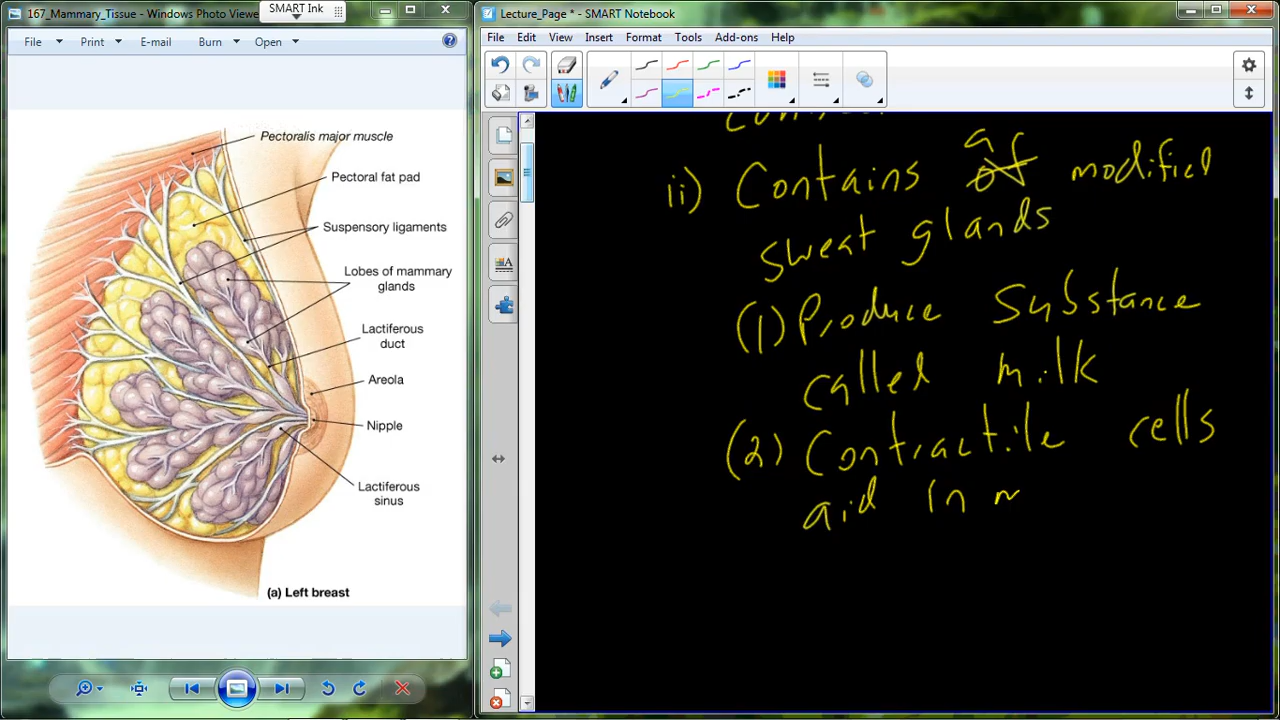 167_Mammary_Tissue - Windows Photo Viewer
SMART Ink
File Print E-mail Burn Open
Pectoralis major muscle
Pectoral fat pad
Suspensory ligaments
Lobes of mammary
glands
Lactiferous
duct
Areola
Nipple
Lactiferous
sinus
(a) Left breast
Lecture_Page * - SMART Notebook
File Edit View Insert Format Tools Add-ons Help
ii) Contains modified
sweat glands
(1) Produce substance
called milk
(2) Contractile cells
aid in